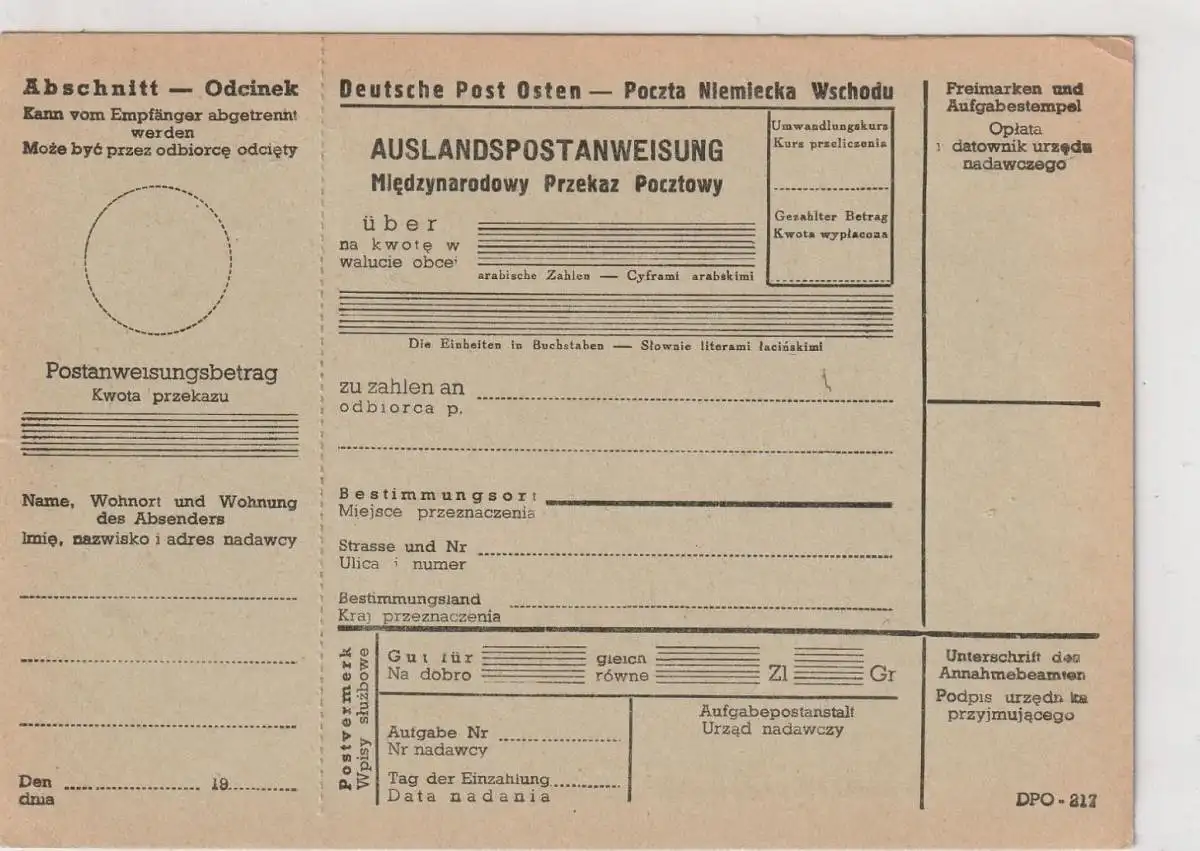 Abschnitt — Odcinek
Kann vom Empfänger abgetrennt
werden
Może być przez odbiorcę odcięty
Postanweisungsbetrag
Kwota przekazu
Name, Wohnort und Wohnung
des Absenders
Imię, nazwisko i adres nadawcy
Den
dnia
19
Deutsche Post Osten — Poczta Niemiecka Wschodu
AUSLANDSPOSTANWEISUNG
Międzynarodowy Przekaz Pocztowy
Umwandlungskurs
Kurs przeliczenia
Gezahlter Betrag
Kwota wypłacona
über
na kwotę w
walucie obcej
arabische Zahlen — Cyframi arabskimi
Die Einheiten in Buchstaben — Słownie literami łacińskimi
zu zahlen an
odbiorca p.
Bestimmungsort
Miejsce przeznaczenia
Strasse und Nr
Ulica i numer
Bestimmungsland
Kraj przeznaczenia
Postvermerk
Wpisy służbowe
Gut für
Na dobro
gleich
równe
Zl
Gr
Aufgabe Nr
Nr nadawcy
Tag der Einzahlung
Data nadania
Aufgabepostanstalt
Urząd nadawczy
Freimarken und
Aufgabestempel
Opłata
i datownik urzędu
nadawczego
Unterschrift des
Annahmebeamten
Podpis urzędnika
przyjmującego
DPO - 217